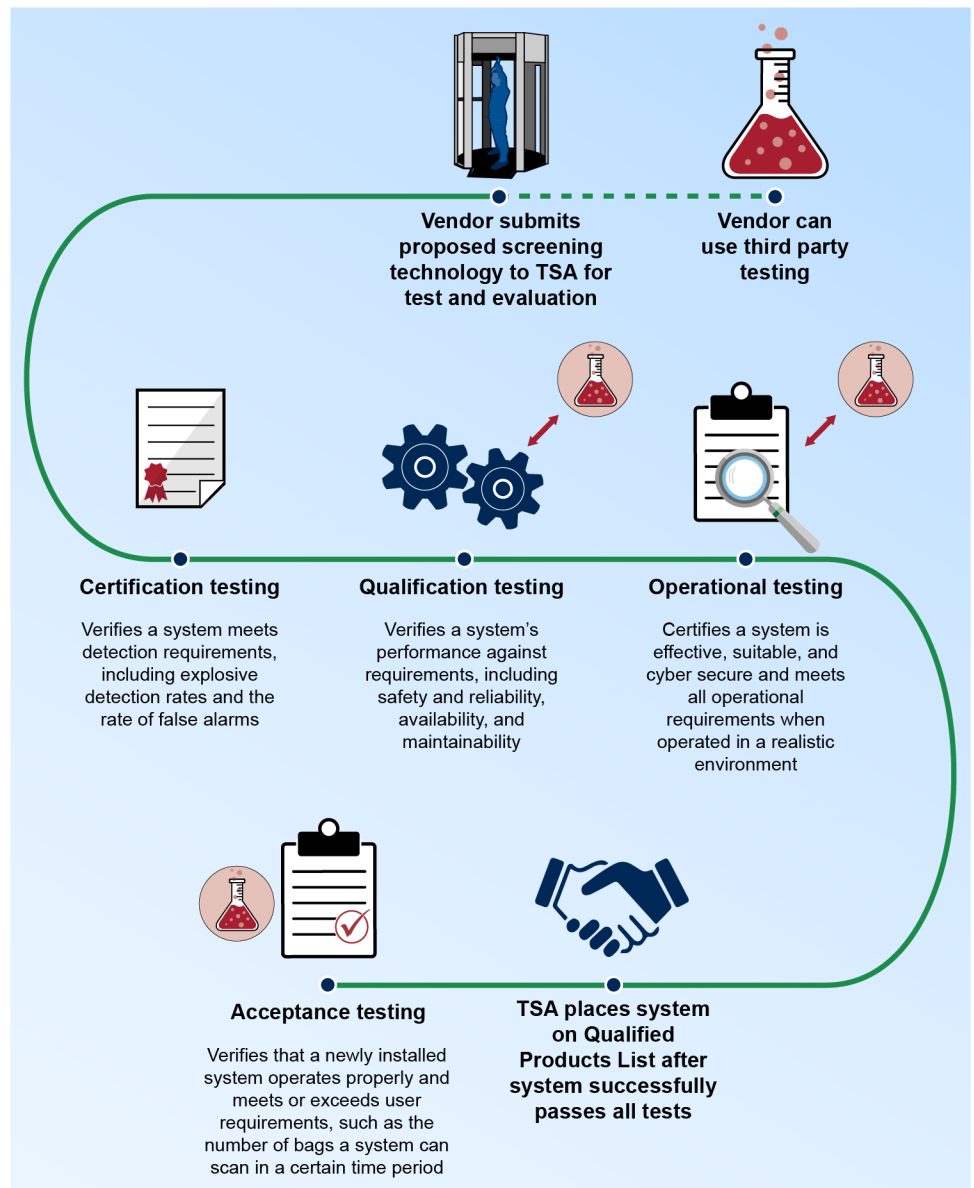 Vendor submits
proposed screening
technology to TSA for
test and evaluation
Vendor can
use third party
testing
Certification testing
Verifies a system meets
detection requirements,
including explosive
detection rates and the
rate of false alarms
Qualification testing
Verifies a system’s
performance against
requirements, including
safety and reliability,
availability, and
maintainability
Operational testing
Certifies a system is
effective, suitable, and
cyber secure and meets
all operational
requirements when
operated in a realistic
environment
Acceptance testing
Verifies that a newly installed
system operates properly and
meets or exceeds user
requirements, such as the
number of bags a system can
scan in a certain time period
TSA places system
on Qualified
Products List after
system successfully
passes all tests